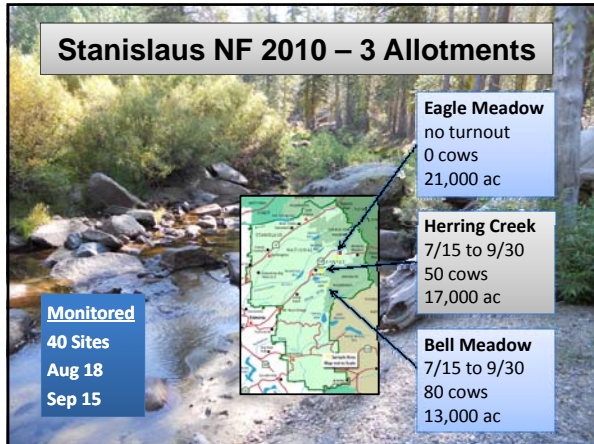 Stanislaus NF 2010 – 3 Allotments
Eagle Meadow
no turnout
0 cows
21,000 ac
Herring Creek
7/15 to 9/30
50 cows
17,000 ac
Bell Meadow
7/15 to 9/30
80 cows
13,000 ac
Monitored
40 Sites
Aug 18
Sep 15